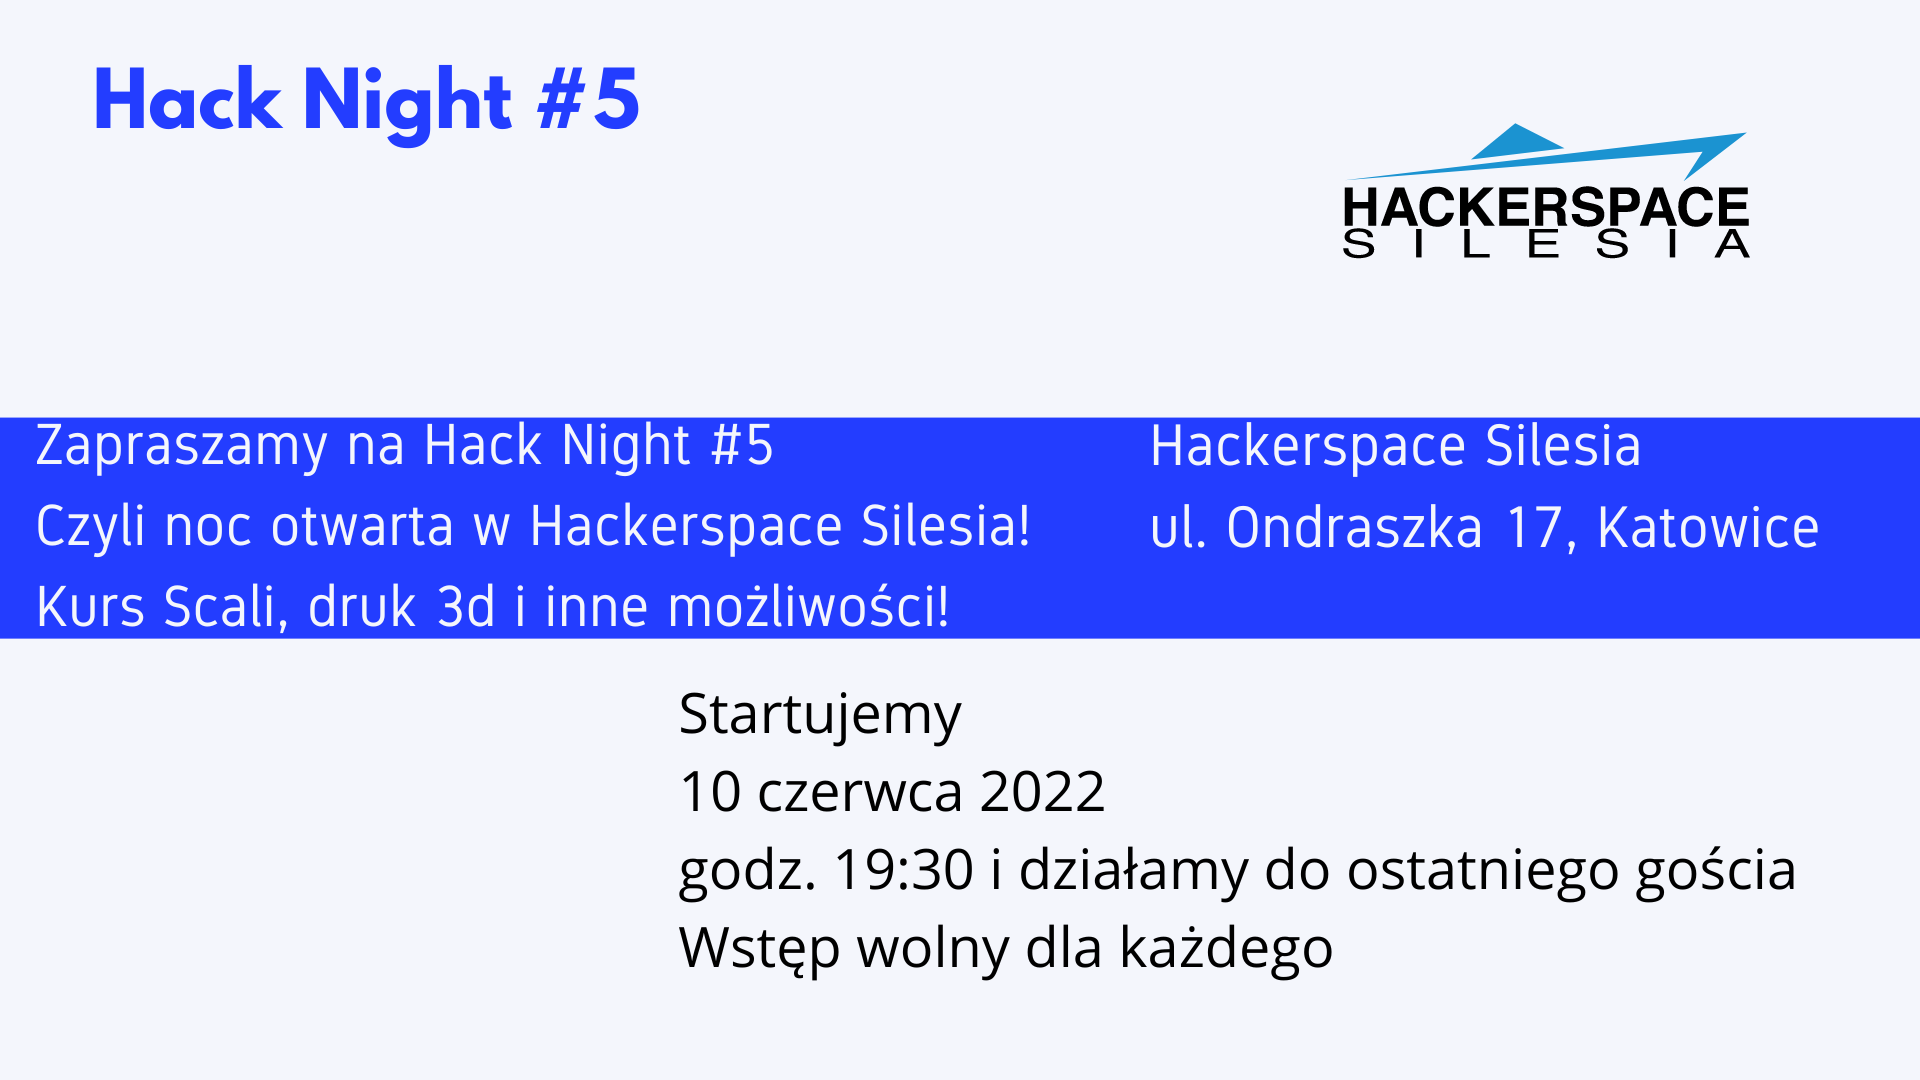 Hack Night #5
HACKERSPACE
SILESIA
Zapraszamy na Hack Night #5
Czyli noc otwarta w Hackerspace Silesia!
Kurs Scali, druk 3d i inne możliwości!
Hackerspace Silesia
ul. Ondraszka 17, Katowice
Startujemy
10 czerwca 2022
godz. 19:30 i działamy do ostatniego gościa
Wstęp wolny dla każdego